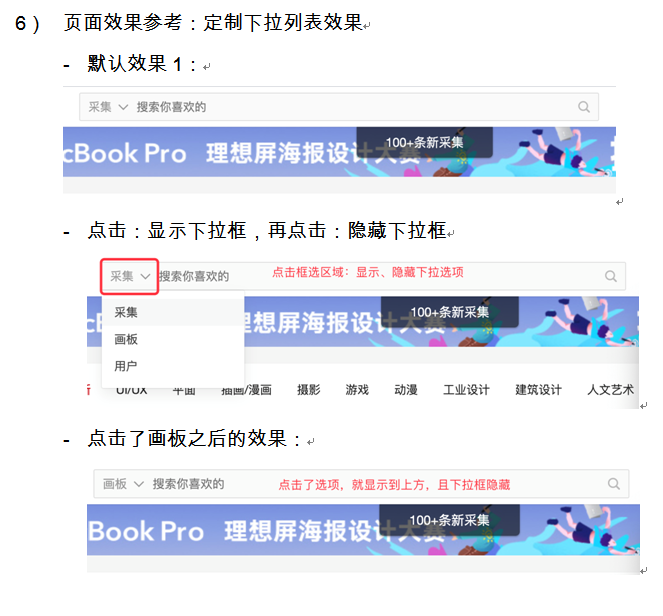 6） 页面效果参考：定制下拉列表效果
- 默认效果 1：
采集 搜索你喜欢的
cBook Pro 理想屏海报设计大赛 100+条新采集
- 点击：显示下拉框，再点击：隐藏下拉框
采集 搜索你喜欢的 点击框选区域：显示、隐藏下拉选项
采集
想屏海报设计大赛 100+条新采集
画板
用户
新 UI/UX 平面 插画/漫画 摄影 游戏 动漫 工业设计 建筑设计 人文艺术
- 点击了画板之后的效果：
画板 搜索你喜欢的 点击了选项，就显示到上方，且下拉框隐藏
Book Pro 理想屏海报设计大赛 100+条新采集